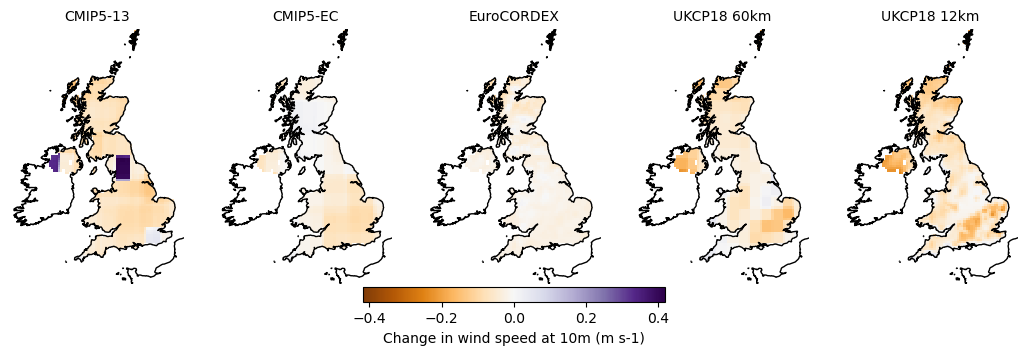 CMIP5-13
CMIP5-EC
EuroCORDEX
UKCP18 60km
UKCP18 12km
−0.4
−0.2
0.0
0.2
0.4
Change in wind speed at 10m (m s-1)